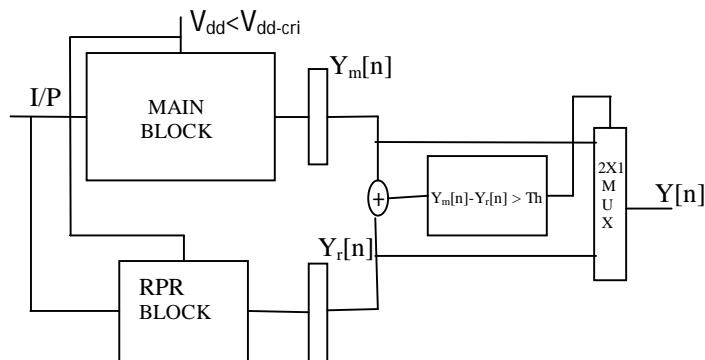 Vdd<Vdd-cri
Ym[n]
I/P
MAIN
BLOCK
2X1
M
U
X
Ym[n]-Yr[n] > Th
+
Y[n]
Yr[n]
RPR
BLOCK